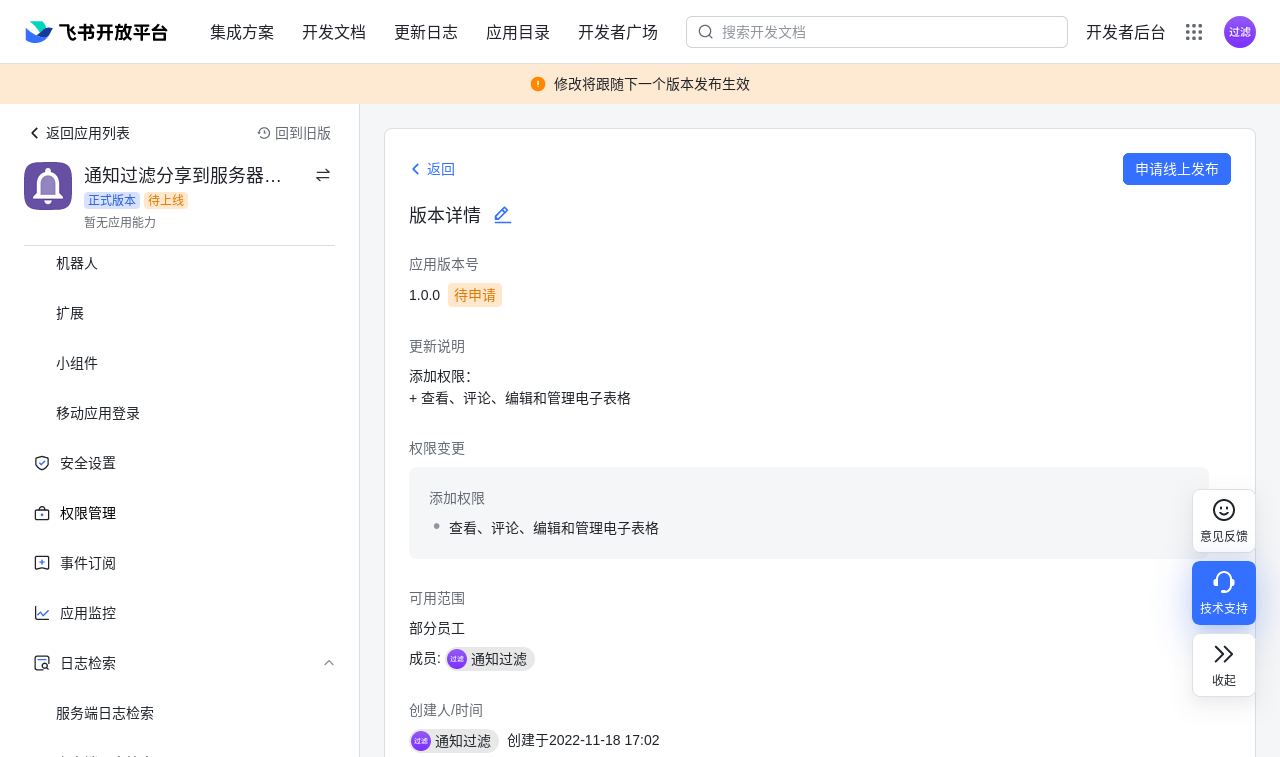 飞书开放平台
集成方案
开发文档
更新日志
应用目录
开发者广场
搜索开发文档
开发者后台
过滤
修改将跟随下一个版本发布生效
返回应用列表
回到旧版
通知过滤分享到服务器…
正式版本 待上线
暂无应用能力
机器人
扩展
小组件
移动应用登录
安全设置
权限管理
事件订阅
应用监控
日志检索
服务端日志检索
返回
申请线上发布
版本详情
应用版本号
1.0.0 待申请
更新说明
添加权限：
+ 查看、评论、编辑和管理电子表格
权限变更
添加权限
查看、评论、编辑和管理电子表格
可用范围
部分员工
成员: 过滤 通知过滤
创建人/时间
过滤 通知过滤 创建于2022-11-18 17:02
意见反馈
技术支持
收起